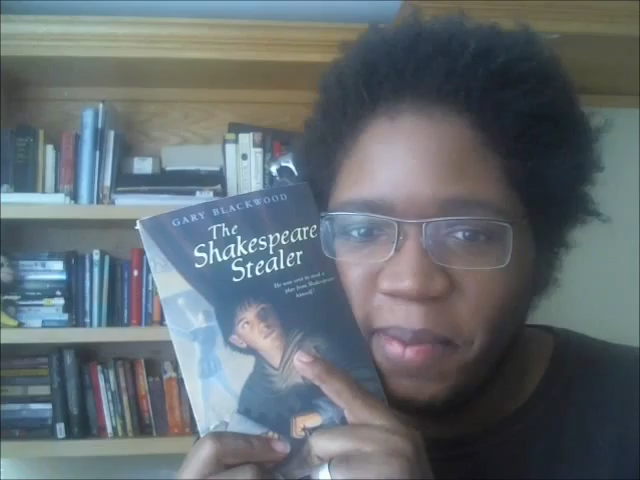 GARY BLACKWOOD
The
Shakespeare
Stealer
He was sent to steal a
play from Shakespeare
himself!